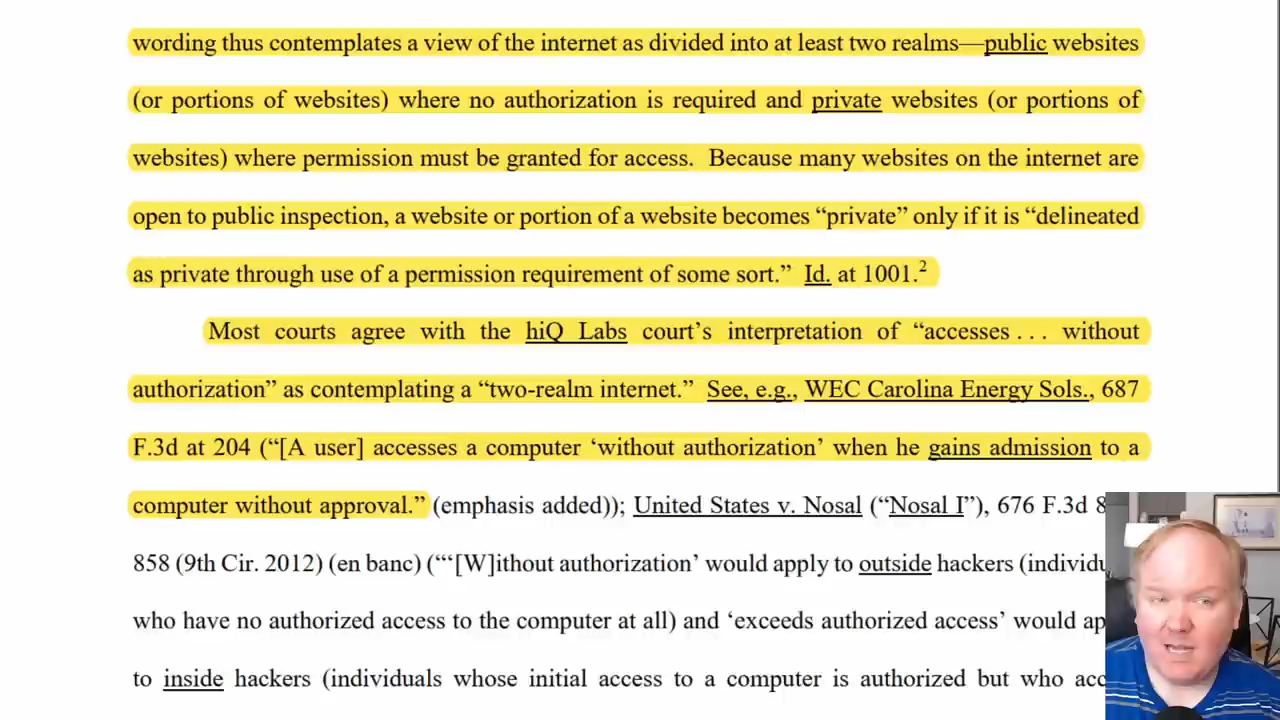 wording thus contemplates a view of the internet as divided into at least two realms—public websites
(or portions of websites) where no authorization is required and private websites (or portions of
websites) where permission must be granted for access. Because many websites on the internet are
open to public inspection, a website or portion of a website becomes “private” only if it is “delineated
as private through use of a permission requirement of some sort.” Id. at 1001.2
Most courts agree with the hiQ Labs court’s interpretation of “accesses . . . without
authorization” as contemplating a “two-realm internet.” See, e.g., WEC Carolina Energy Sols., 687
F.3d at 204 (“[A user] accesses a computer ‘without authorization’ when he gains admission to a
computer without approval.” (emphasis added)); United States v. Nosal (“Nosal I”), 676 F.3d
858 (9th Cir. 2012) (en banc) (“‘[W]ithout authorization’ would apply to outside hackers
who have no authorized access to the computer at all) and ‘exceeds authorized access’ would
to inside hackers (individuals whose initial access to a computer is authorized but who